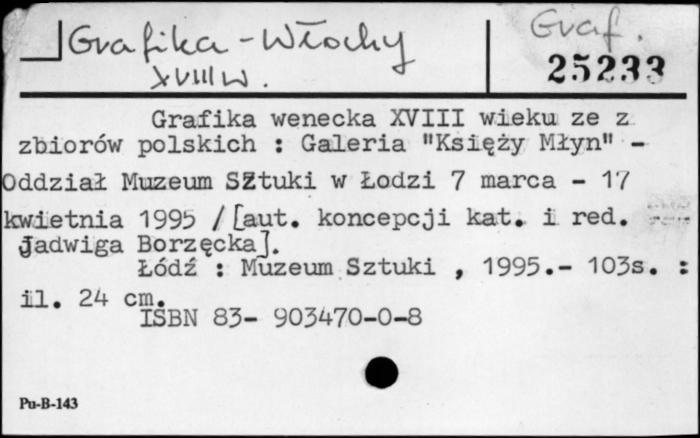 Grafika - Włochy
XVIII w.
Graf.
25233
Grafika wenecka XVIII wieku ze z
zbiorów polskich : Galeria "Księży Młyn" -
Oddział Muzeum Sztuki w Łodzi 7 marca - 17
kwietnia 1995 /[aut. koncepcji kat. i red.
Jadwiga Borzęcka].
Łódź : Muzeum Sztuki , 1995.- 103s. :
il. 24 cm.
ISBN 83- 903470-0-8
Pu-B-143